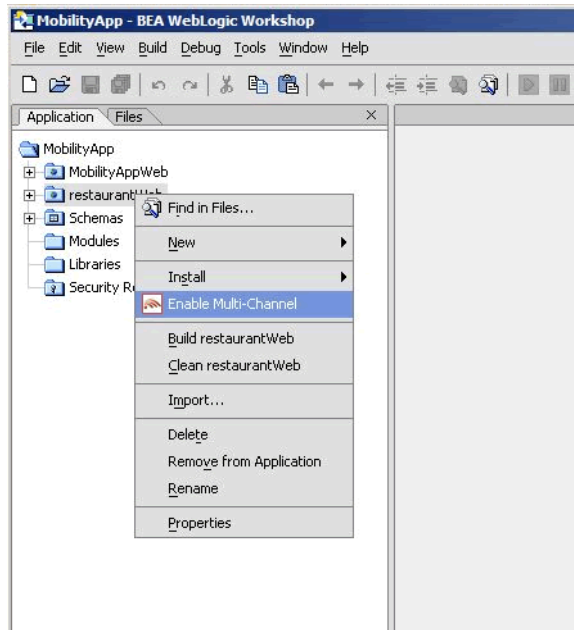 MobilityApp - BEA WebLogic Workshop
File Edit View Build Debug Tools Window Help
Application Files
MobilityApp
MobilityAppWeb
restaurantWeb
Schemas
Modules
Libraries
Security
Find in Files...
New
Install
Enable Multi-Channel
Build restaurantWeb
Clean restaurantWeb
Import...
Delete
Remove from Application
Rename
Properties